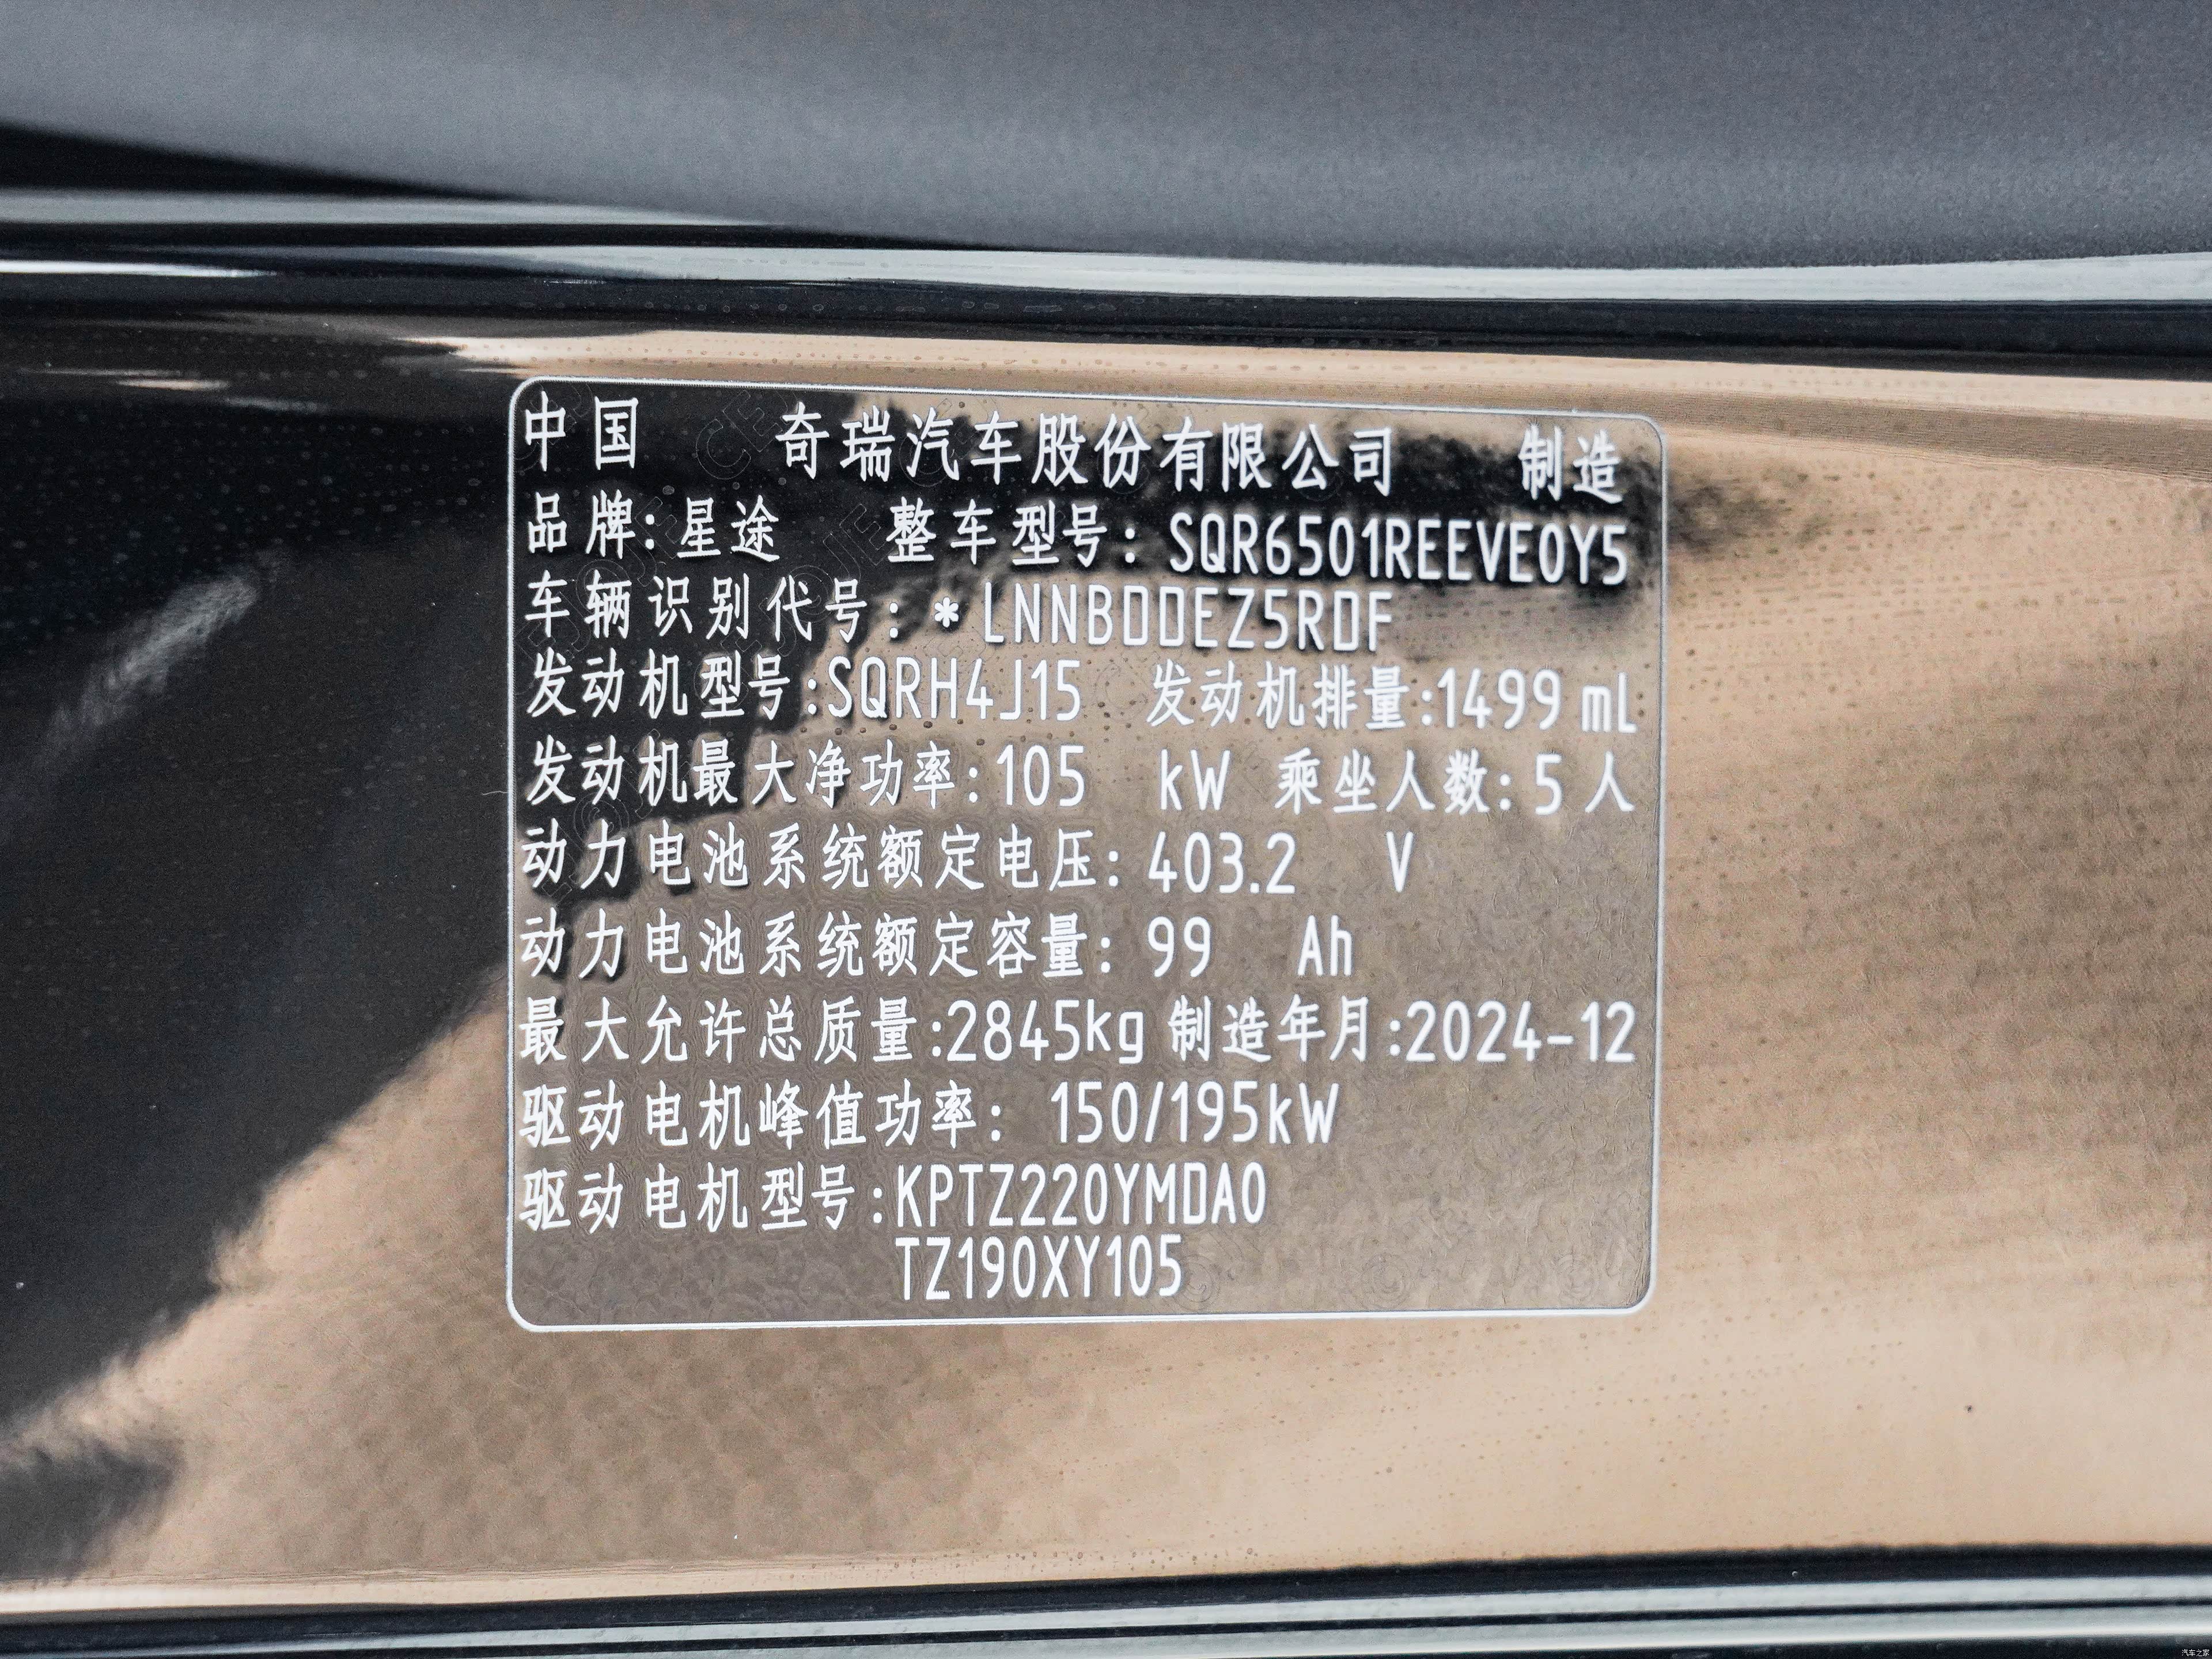 中国 奇瑞汽车股份有限公司 制造
品牌:星途 整车型号: SQR6501REEVE0Y5
车辆识别代号: *LNNBDDEZ5RDF
发动机型号:SQRH4J15 发动机排量:1499 mL
发动机最大净功率:105 kW 乘坐人数:5人
动力电池系统额定电压: 403.2 V
动力电池系统额定容量: 99 Ah
最大允许总质量:2845kg 制造年月:2024-12
驱动电机峰值功率: 150/195kW
驱动电机型号:KPTZ220YMDA0
TZ190XY105
汽车之家